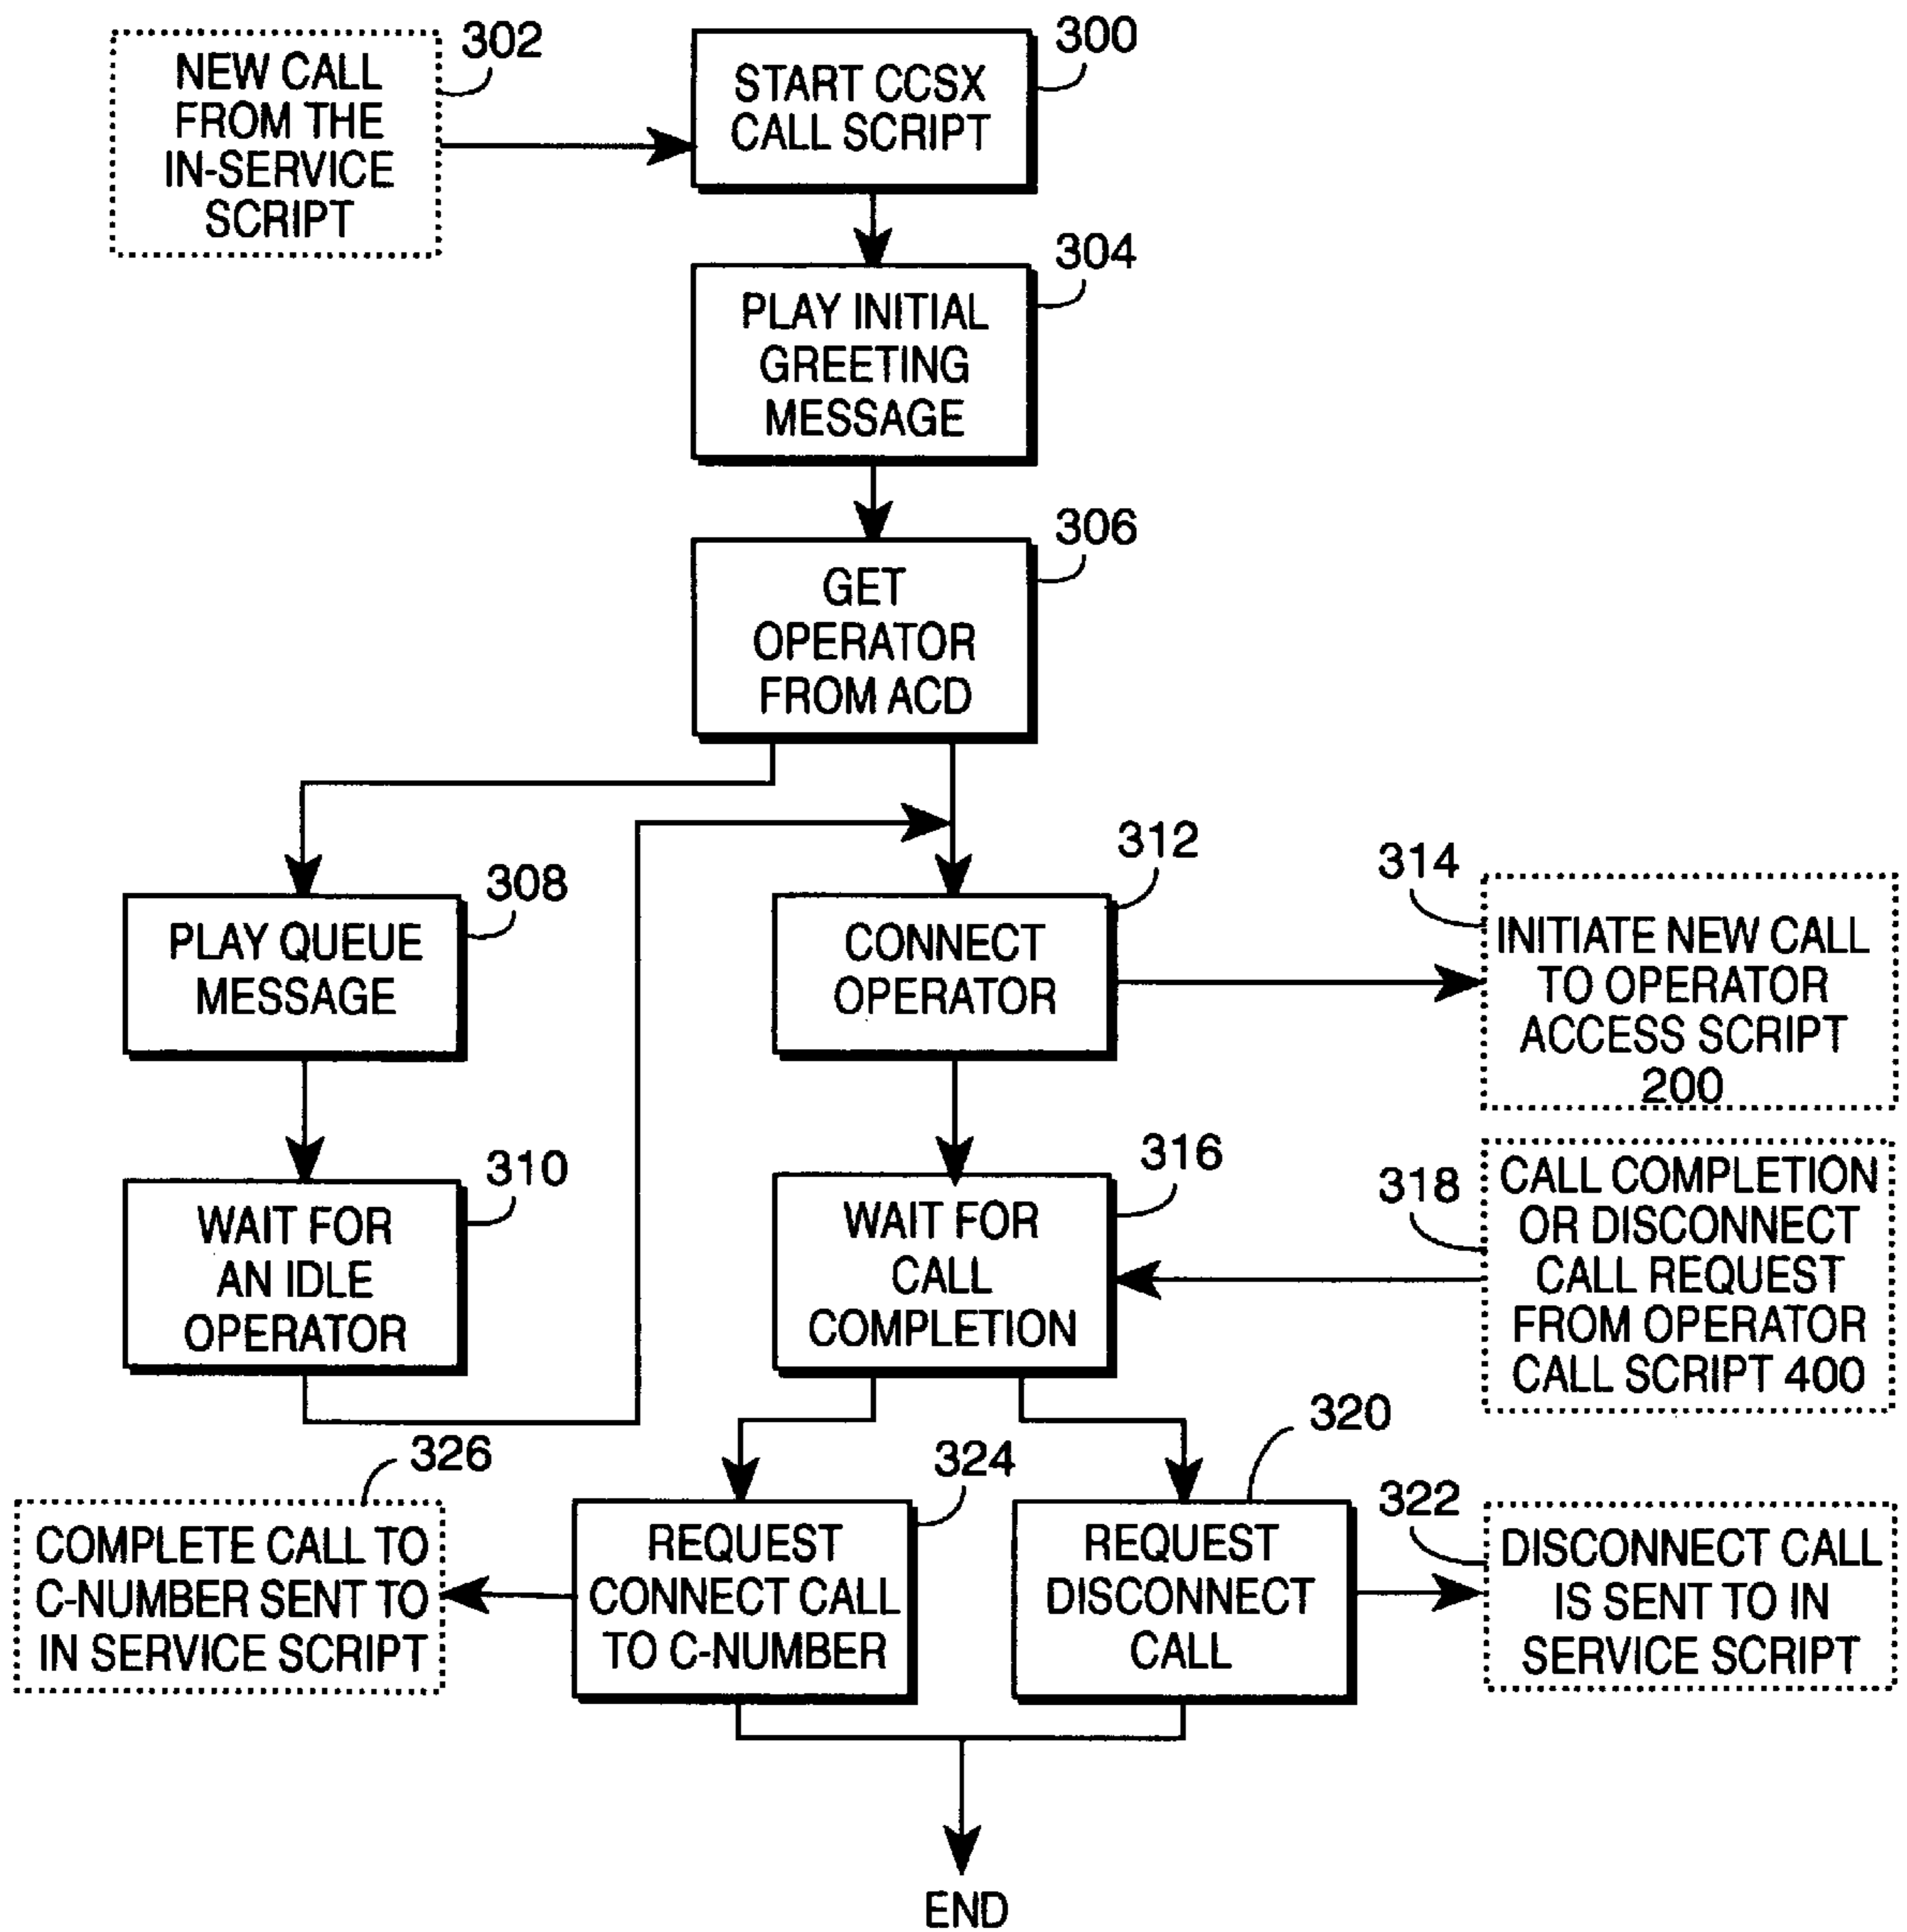 302
NEW CALL
FROM THE
IN-SERVICE
SCRIPT
300
START CCSX
CALL SCRIPT
304
PLAY INITIAL
GREETING
MESSAGE
306
GET
OPERATOR
FROM ACD
308
PLAY QUEUE
MESSAGE
312
CONNECT
OPERATOR
314
INITIATE NEW CALL
TO OPERATOR
ACCESS SCRIPT
200
310
WAIT FOR
AN IDLE
OPERATOR
316
WAIT FOR
CALL
COMPLETION
318
CALL COMPLETION
OR DISCONNECT
CALL REQUEST
FROM OPERATOR
CALL SCRIPT 400
326
COMPLETE CALL TO
C-NUMBER SENT TO
IN SERVICE SCRIPT
324
REQUEST
CONNECT CALL
TO C-NUMBER
320
REQUEST
DISCONNECT
CALL
322
DISCONNECT CALL
IS SENT TO IN
SERVICE SCRIPT
END